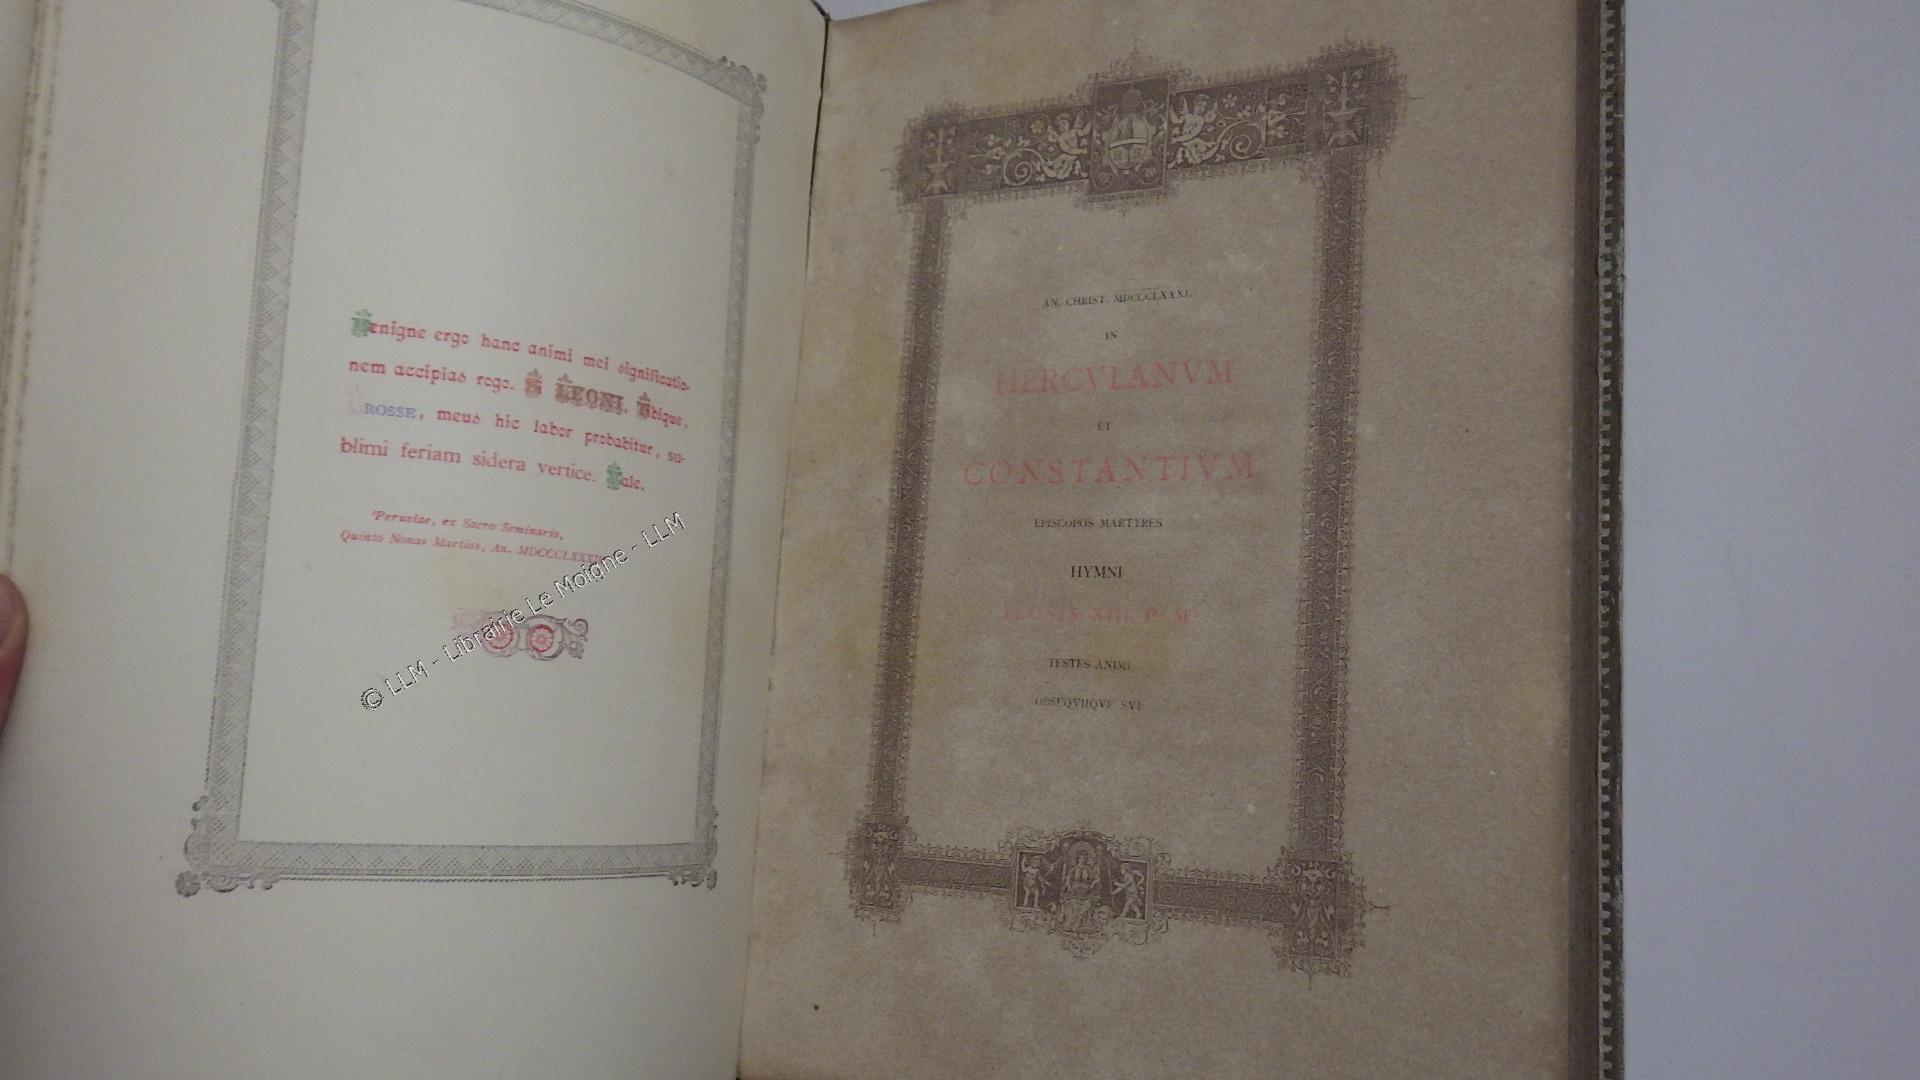 Benigne ergo hanc animi mei significatio-
nem accipias rogo. Si LEONI, Ubique,
PROSSE, meus hic labor probabitur, su-
blimi feriam sidera vertice. Vale.
Perusiae, ex Sacro Seminario,
Quinto Nonas Martias, An.
© LLM - Librairie Le Moigne - LLM
AN. CHRIST. MDCCCLXXXI.
IN
HERCVLANVM
ET
CONSTANTIVM
EPISCOPOS MARTYRES
HYMNI
LEONIS XIII. P. M
TESTES ANIMI
OBSEQVIIQVE SVI